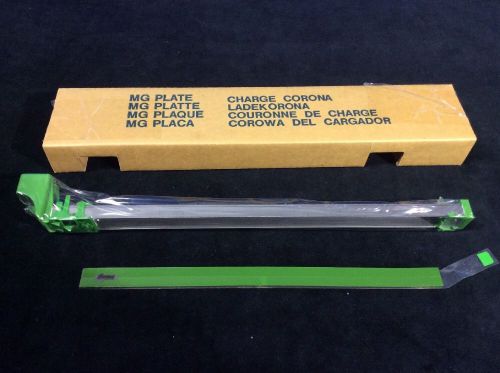 MG PLATE CHARGE CORONA
MG PLATTE LADEKORONA
MG PLAQUE COURONNE DE CHARGE
MG PLACA COROWA DEL CARGADOR